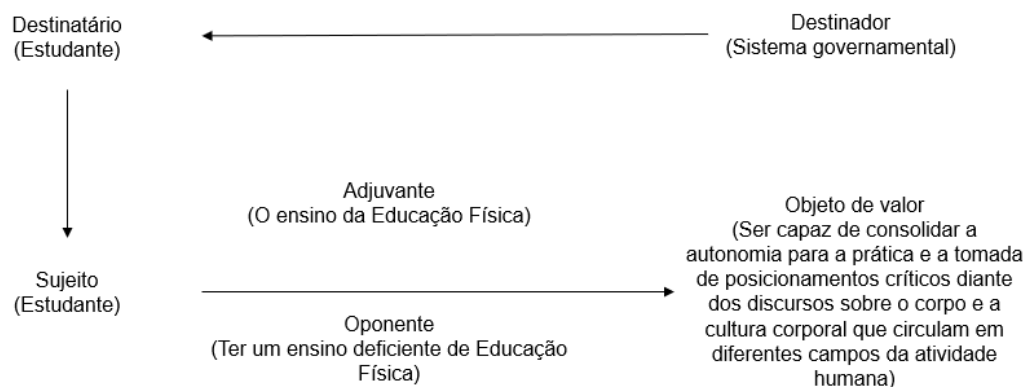 Destinatário
(Estudante)
Destinador
(Sistema governamental)
Adjuvante
(O ensino da Educação Física)
Sujeito
(Estudante)
Oponente
(Ter um ensino deficiente de Educação
Física)
Objeto de valor
(Ser capaz de consolidar a
autonomia para a prática e a tomada
de posicionamentos críticos diante
dos discursos sobre o corpo e a
cultura corporal que circulam em
diferentes campos da atividade
humana)